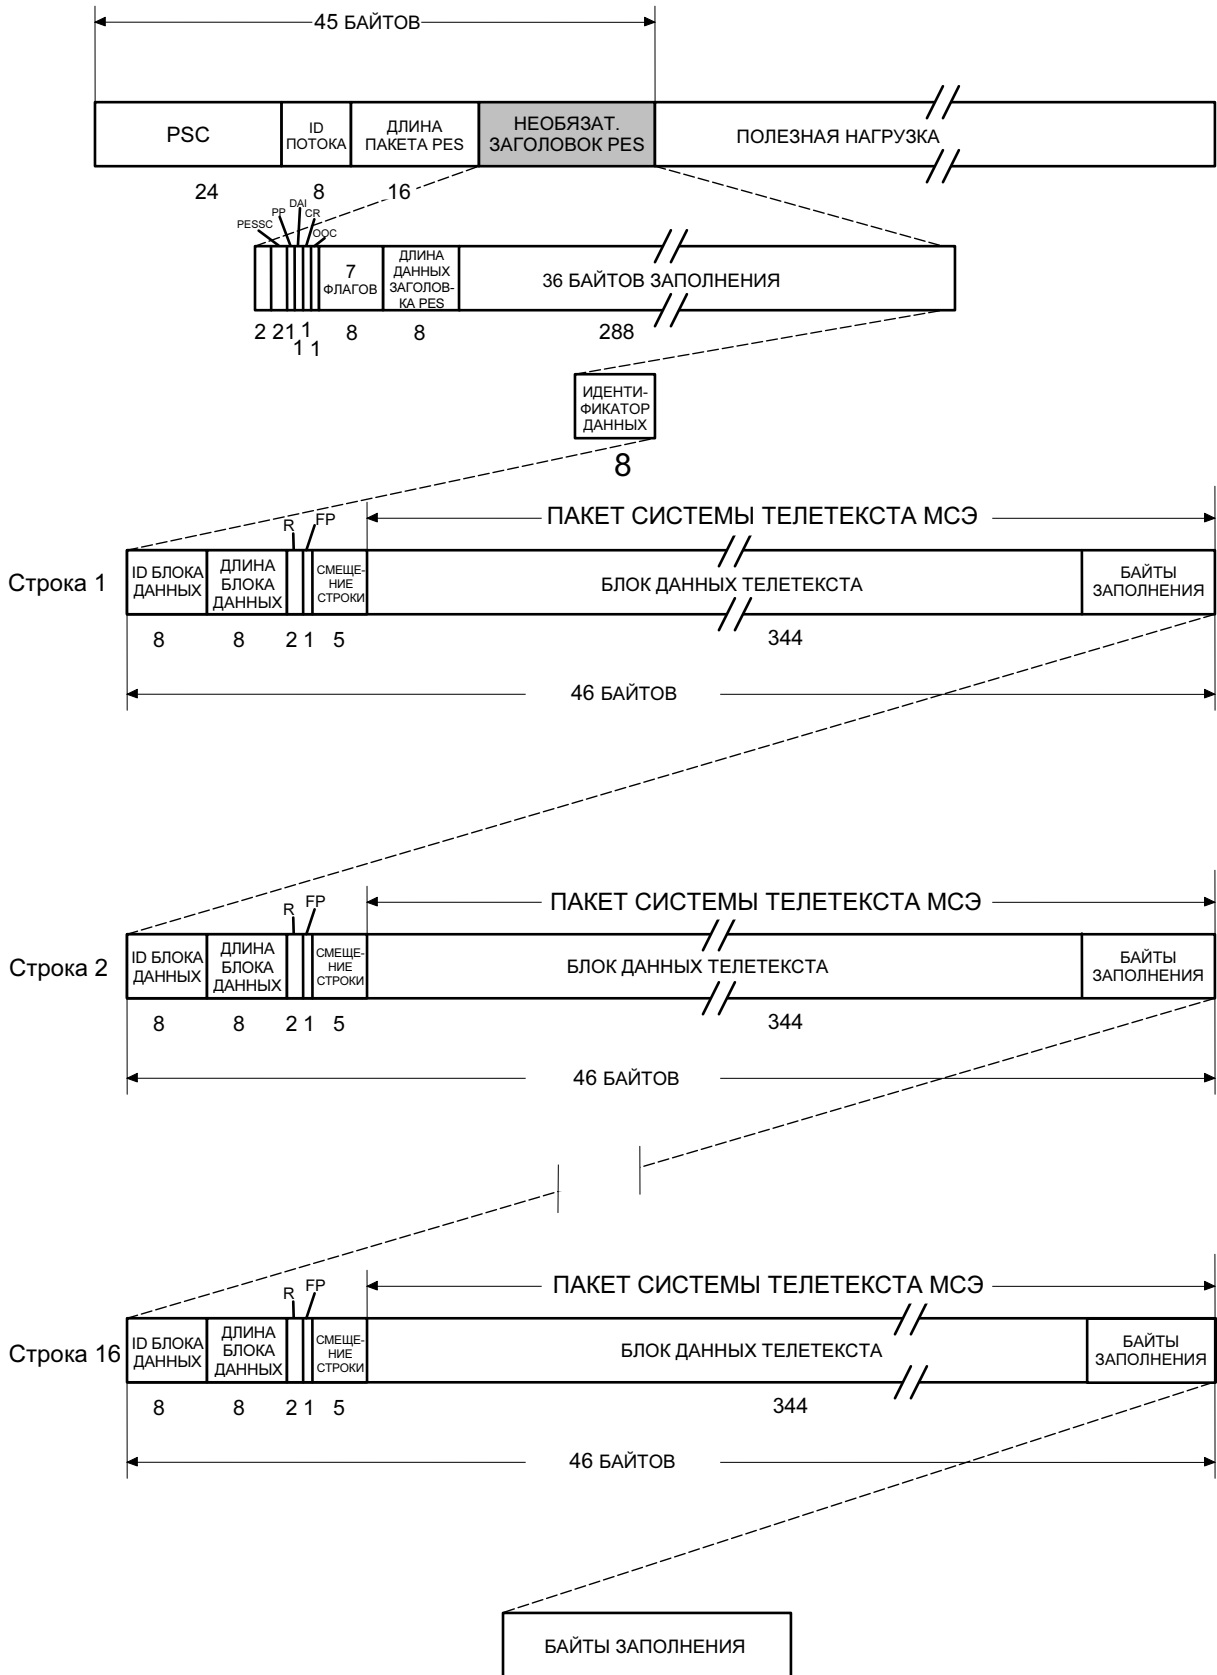 45 БАЙТОВ
PSC
ID
ПОТОКА
ДЛИНА
ПАКЕТА PES
НЕОБЯЗАТ.
ЗАГОЛОВОК PES
ПОЛЕЗНАЯ НАГРУЗКА
24
8
16
PESSC
PP
DAI
CR
OOC
7
ФЛАГОВ
ДЛИНА
ДАННЫХ
ЗАГОЛОВ-
КА PES
36 БАЙТОВ ЗАПОЛНЕНИЯ
2 2 1 1
1 1
8
8
288
ИДЕНТИ-
ФИКАТОР
ДАННЫХ
8
R
FP
ПАКЕТ СИСТЕМЫ ТЕЛЕТЕКСТА МСЭ
Строка 1
ID БЛОКА
ДАННЫХ
ДЛИНА
БЛОКА
ДАННЫХ
СМЕЩЕ-
НИЕ
СТРОКИ
БЛОК ДАННЫХ ТЕЛЕТЕКСТА
БАЙТЫ
ЗАПОЛНЕНИЯ
8 8 2 1 5 344
46 БАЙТОВ
R
FP
ПАКЕТ СИСТЕМЫ ТЕЛЕТЕКСТА МСЭ
Строка 2
ID БЛОКА
ДАННЫХ
ДЛИНА
БЛОКА
ДАННЫХ
СМЕЩЕ-
НИЕ
СТРОКИ
БЛОК ДАННЫХ ТЕЛЕТЕКСТА
БАЙТЫ
ЗАПОЛНЕНИЯ
8 8 2 1 5 344
46 БАЙТОВ
R
FP
ПАКЕТ СИСТЕМЫ ТЕЛЕТЕКСТА МСЭ
Строка 16
ID БЛОКА
ДАННЫХ
ДЛИНА
БЛОКА
ДАННЫХ
СМЕЩЕ-
НИЕ
СТРОКИ
БЛОК ДАННЫХ ТЕЛЕТЕКСТА
БАЙТЫ
ЗАПОЛНЕНИЯ
8 8 2 1 5 344
46 БАЙТОВ
БАЙТЫ ЗАПОЛНЕНИЯ